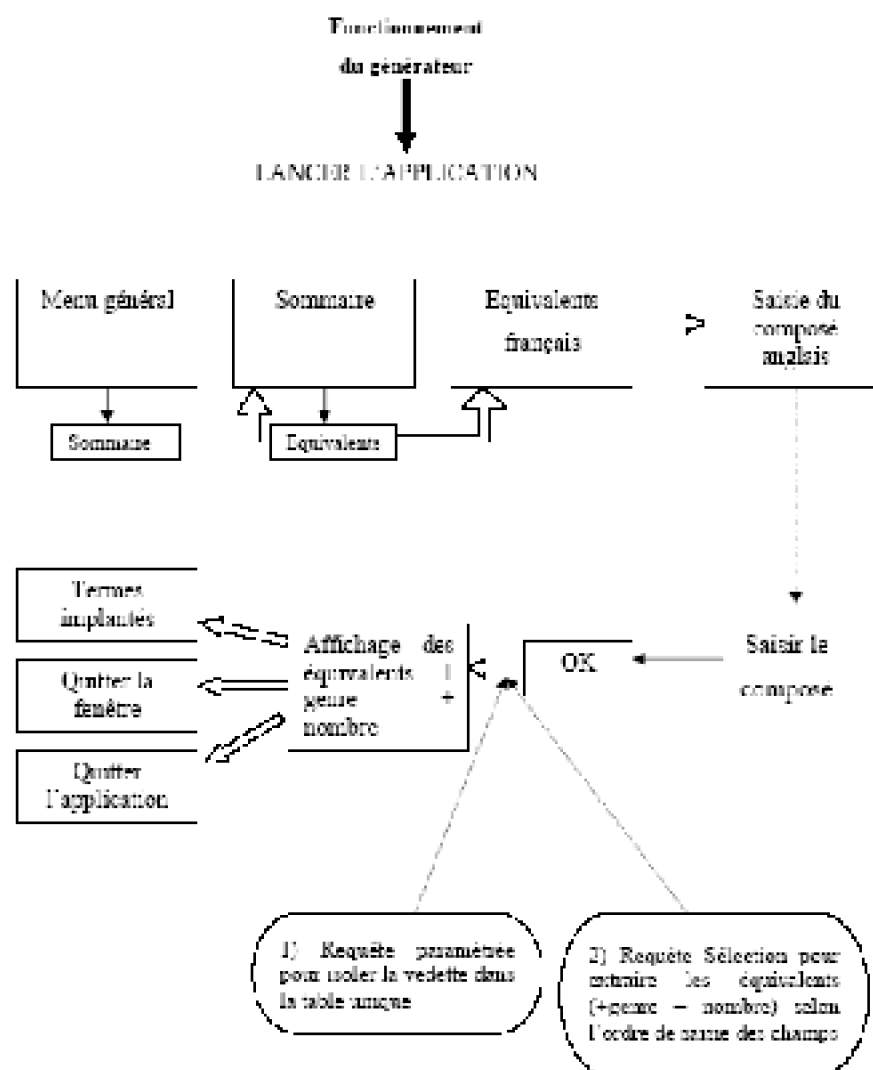 Fonctionnement
du générateur
LANCER L'APPLICATION
Menu général
Sommaire
Equivalents
français
Saisie du
composé
anglais
Sommaire
Equivalents
Termes
implantés
Quitter la
fenêtre
Quitter
l'application
Affichage des
équivalents +
genre +
nombre
OK
Saisir le
composé
1) Requête paramétrée
pour isoler la vedette dans
la table unique
2) Requête Sélection pour
extraire les équivalents
(+genre + nombre) selon
l'ordre de saisie des champs